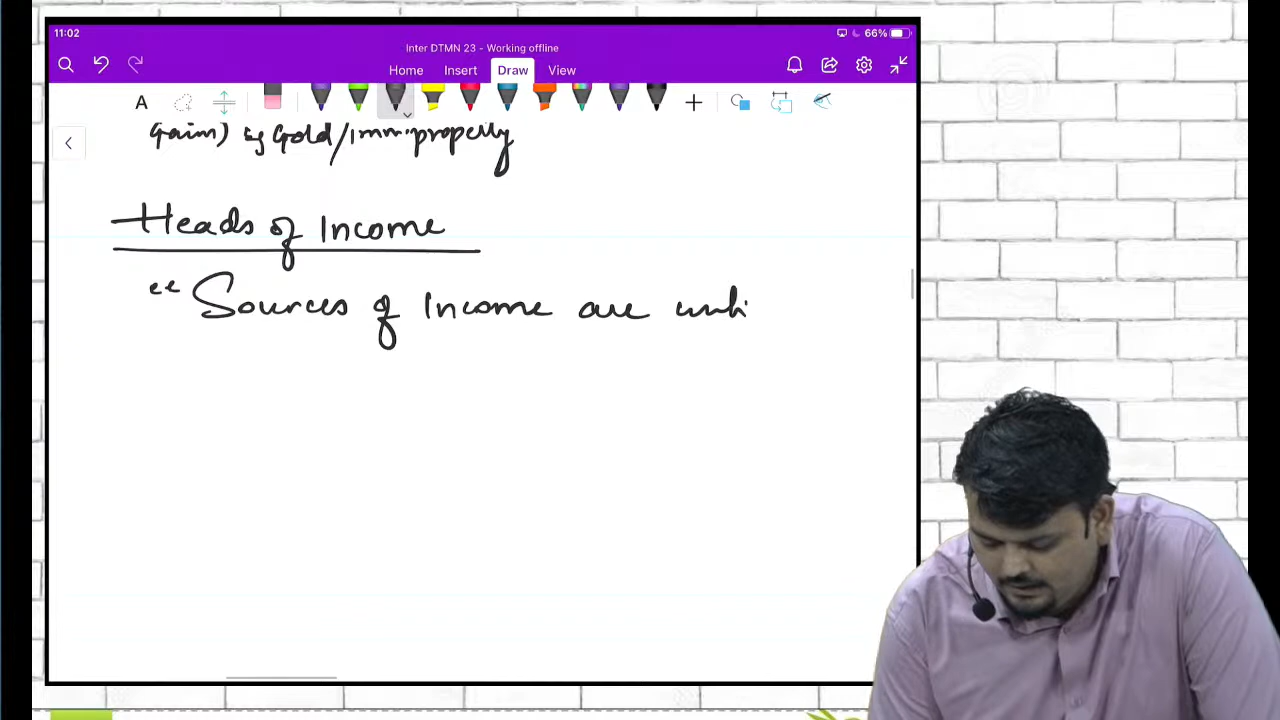 11:02
66%
Inter DTMN 23 - Working offline
Home Insert Draw View
A
gain) of Gold/Imm. property
Heads of Income
"Sources of Income are unli